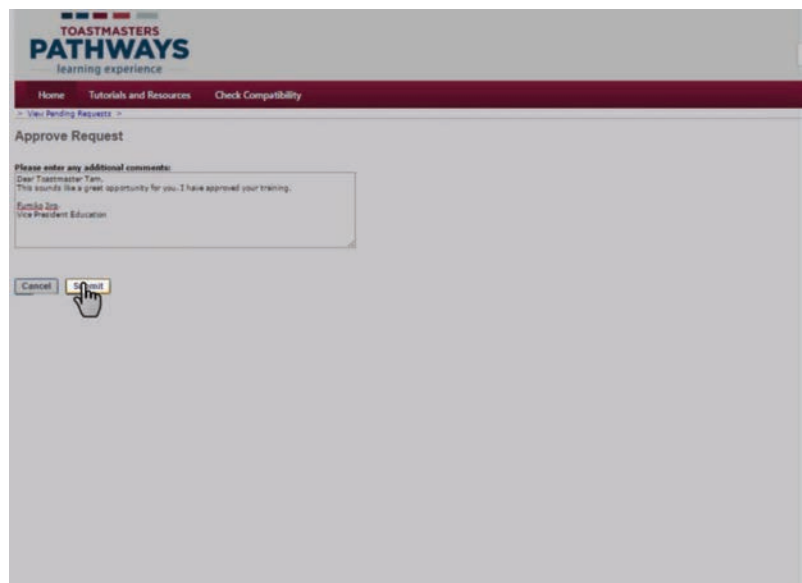 TOASTMASTERS
PATHWAYS
learning experience
Home Tutorials and Resources Check Compatibility
> View Pending Requests >
Approve Request
Please enter any additional comments:
Dear Toastmaster Tam,
This sounds like a great opportunity for you. I have approved your training.
Fumiko
Vice President Education
Cancel Submit